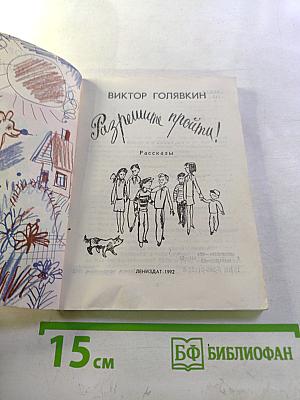 ВИКТОР ГОЛЯВКИН
Разрешите пройти!
Рассказы
ЛЕНИЗДАТ·1992
15 см
БФ БИБЛИОФАН